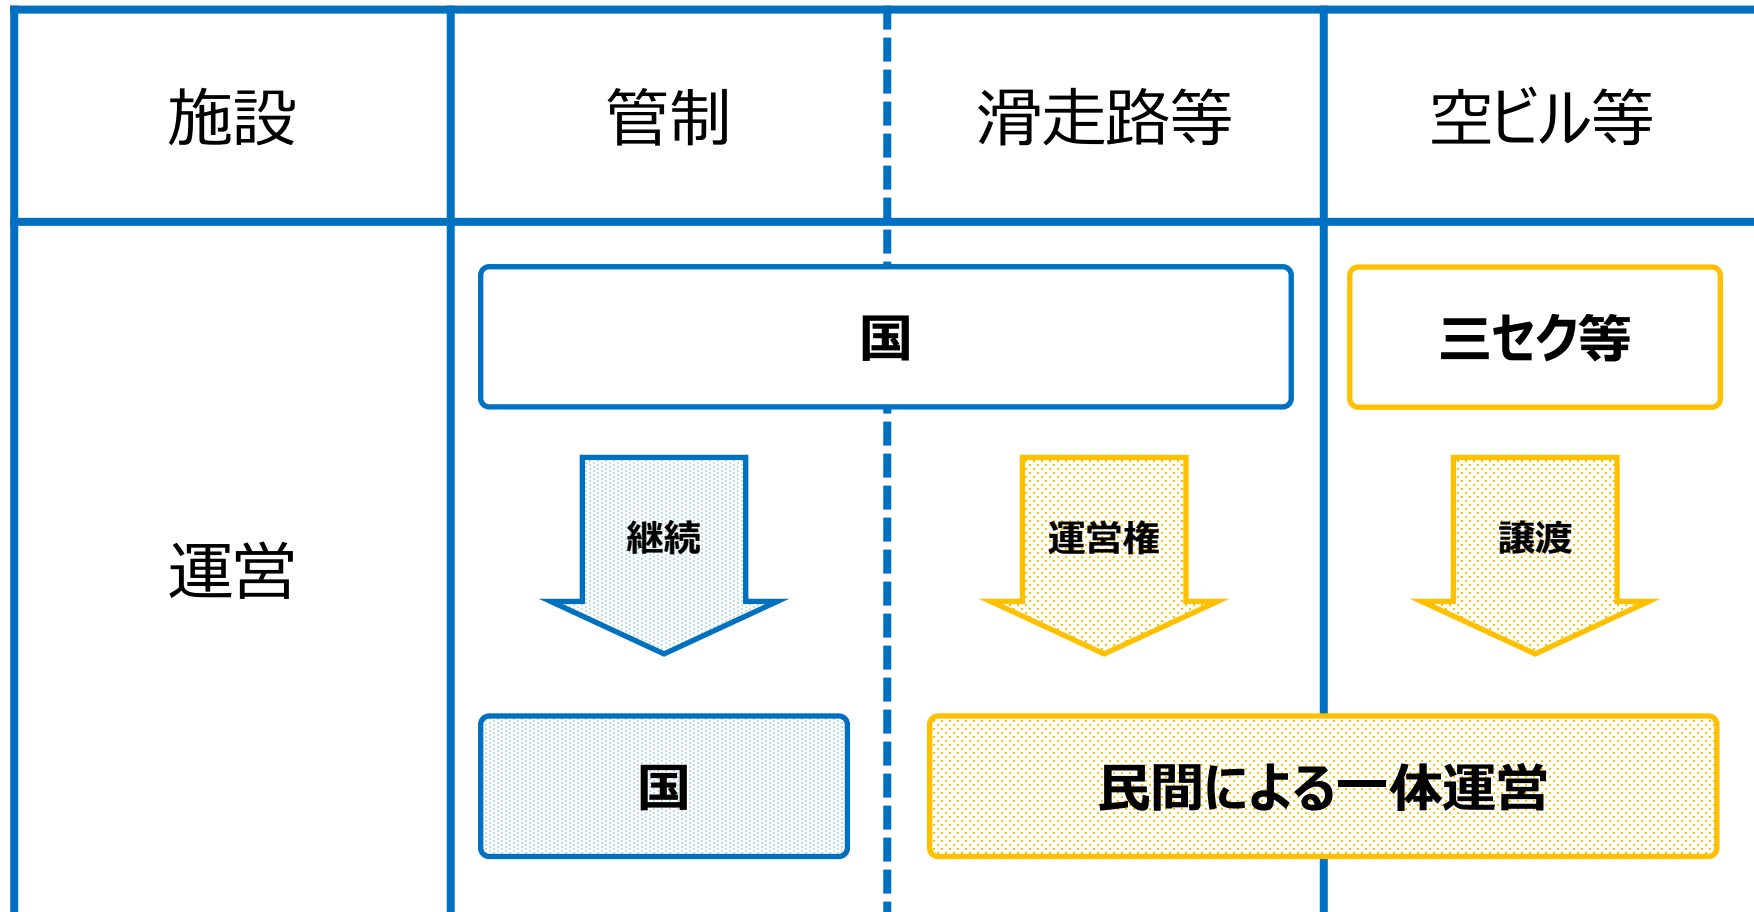 施設
管制
滑走路等
空ビル等
運営
国
三セク等
継続
運営権
譲渡
国
民間による一体運営